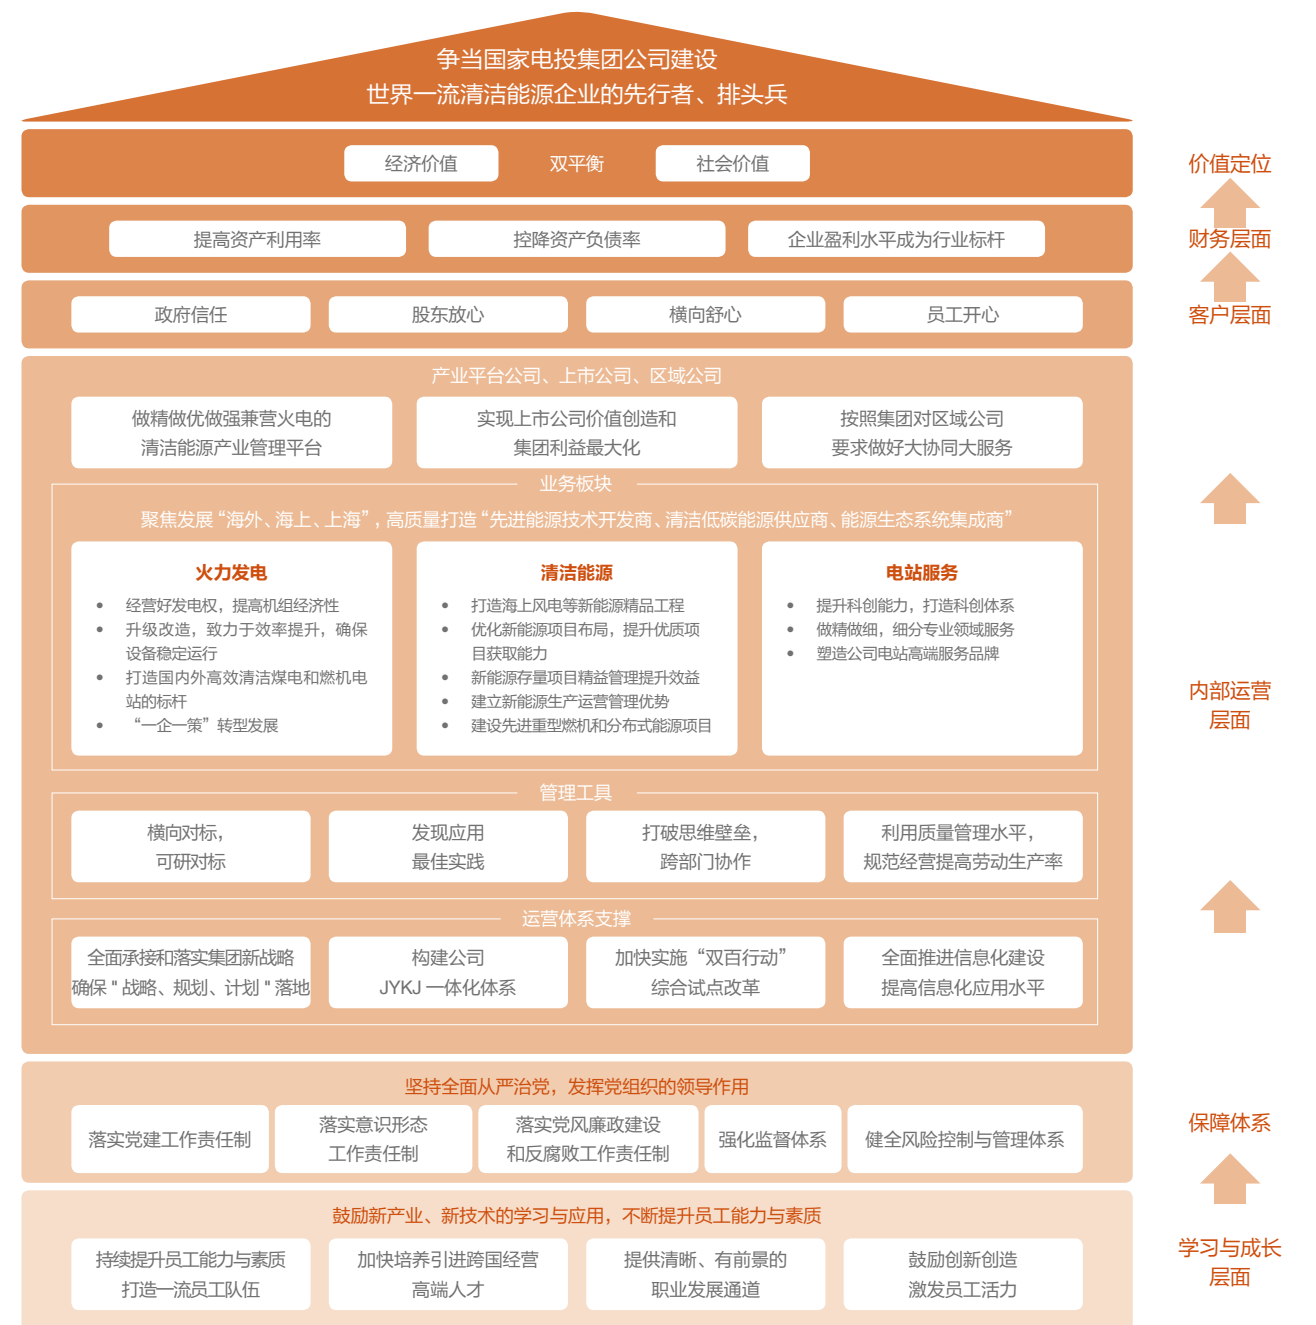 争当国家电投集团公司建设
世界一流清洁能源企业的先行者、排头兵
经济价值
双平衡
社会价值
价值定位
提高资产利用率
控降资产负债率
企业盈利水平成为行业标杆
财务层面
政府信任
股东放心
横向舒心
员工开心
客户层面
产业平台公司、上市公司、区域公司
做精做优做强兼营火电的
清洁能源产业管理平台
实现上市公司价值创造和
集团利益最大化
按照集团对区域公司
要求做好大协同大服务
业务板块
聚焦发展“海外、海上、上海”, 高质量打造“先进能源技术开发商、清洁低碳能源供应商、能源生态系统集成商”
火力发电
• 经营好发电权，提高机组经济性
• 升级改造，致力于效率提升，确保
设备稳定运行
• 打造国内外高效清洁煤电和燃机电
站的标杆
• “一企一策”转型发展
清洁能源
• 打造海上风电等新能源精品工程
• 优化新能源项目布局，提升优质项
目获取能力
• 新能源存量项目精益管理提升效益
• 建立新能源生产运营管理优势
• 建设先进重型燃机和分布式能源项目
电站服务
• 提升科创能力，打造科创体系
• 做精做细，细分专业领域服务
• 塑造公司电站高端服务品牌
内部运营
层面
管理工具
横向对标，
可研对标
发现应用
最佳实践
打破思维壁垒，
跨部门协作
利用质量管理水平，
规范经营提高劳动生产率
运营体系支撑
全面承接和落实集团新战略
确保"战略、规划、计划"落地
构建公司
JYKJ 一体化体系
加快实施“双百行动”
综合试点改革
全面推进信息化建设
提高信息化应用水平
坚持全面从严治党，发挥党组织的领导作用
落实党建工作责任制
落实意识形态
工作责任制
落实党风廉政建设
和反腐败工作责任制
强化监督体系
健全风险控制与管理体系
保障体系
鼓励新产业、新技术的学习与应用，不断提升员工能力与素质
持续提升员工能力与素质
打造一流员工队伍
加快培养引进跨国经营
高端人才
提供清晰、有前景的
职业发展通道
鼓励创新创造
激发员工活力
学习与成长
层面